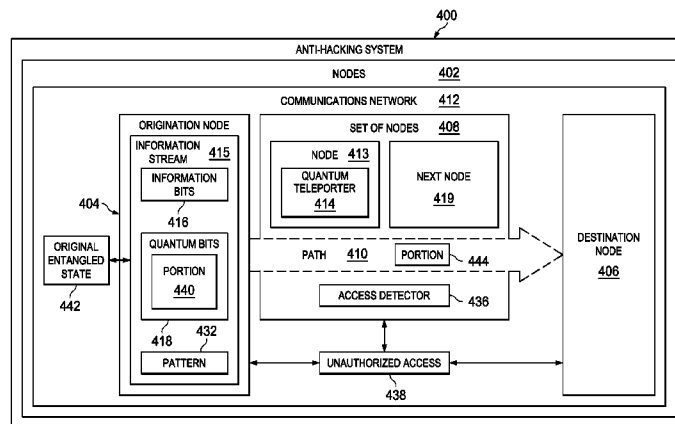 400
ANTI-HACKING SYSTEM
NODES 402
COMMUNICATIONS NETWORK 412
ORIGINATION NODE
SET OF NODES 408
INFORMATION
STREAM 415
NODE 413
INFORMATION
BITS
QUANTUM
TELEPORTER
414
NEXT NODE
419
404
416
ORIGINAL
ENTANGLED
STATE
442
QUANTUM BITS
PORTION
440
PATH 410
PORTION
444
DESTINATION
NODE
406
ACCESS DETECTOR
436
418
432
PATTERN
UNAUTHORIZED ACCESS
438